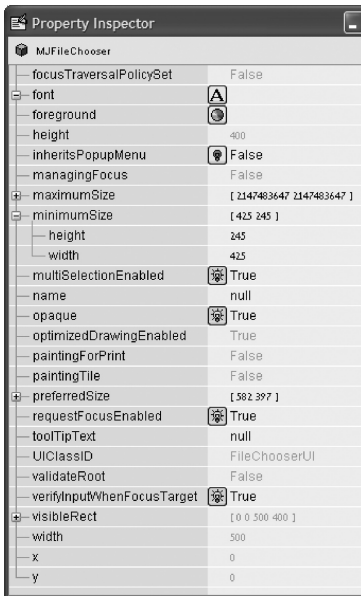 Property Inspector
MJFileChooser
focusTraversalPolicySet False
font A
foreground
height 400
inheritsPopupMenu False
managingFocus False
maximumSize [ 2147483647 2147483647 ]
minimumSize [ 425 245 ]
height 245
width 425
multiSelectionEnabled True
name null
opaque True
optimizedDrawingEnabled True
paintingForPrint False
paintingTile False
preferredSize [ 582 397 ]
requestFocusEnabled True
toolTipText null
UIClassID FileChooserUI
validateRoot False
verifyInputWhenFocusTarget True
visibleRect [ 0 0 500 400 ]
width 500
x 0
y 0